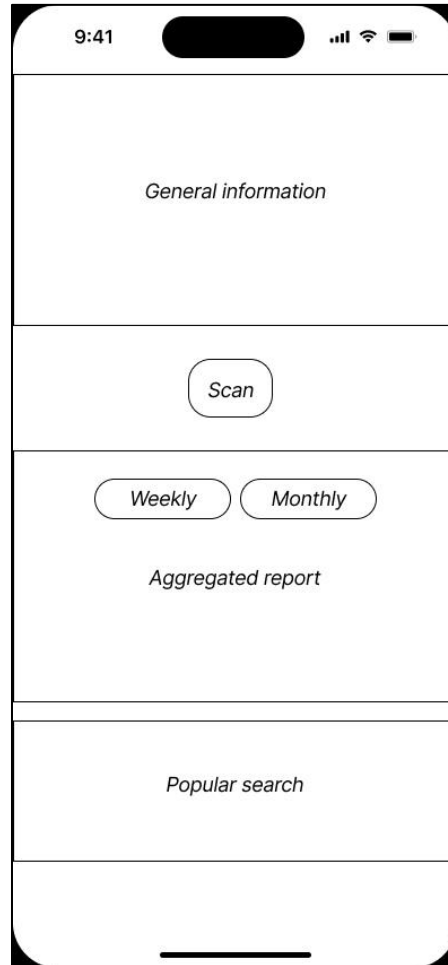 9:41
General information
Scan
Weekly Monthly
Aggregated report
Popular search